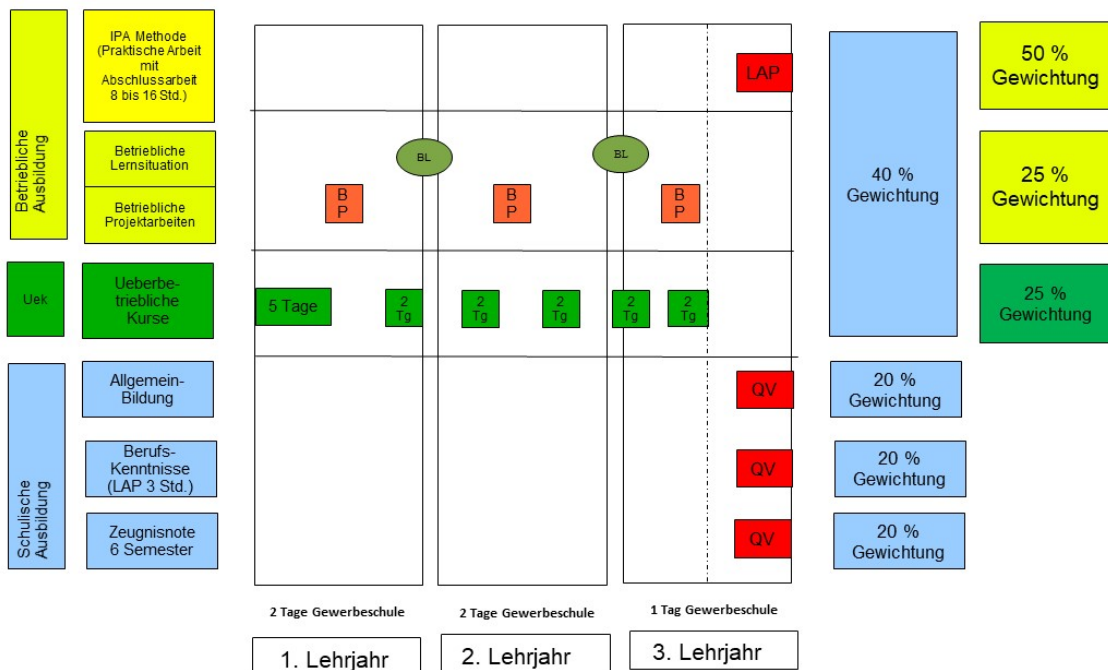 Betriebliche
Ausbildung
IPA Methode
(Praktische Arbeit
mit
Abschlussarbeit
8 bis 16 Std.)
LAP
50 %
Gewichtung
Betriebliche
Lernsituation
BL
BL
40 %
Gewichtung
25 %
Gewichtung
Betriebliche
Projektarbeiten
B
P
B
P
B
P
Uek
Ueberbe-
triebliche
Kurse
5 Tage
2
Tg
2
Tg
2
Tg
2
Tg
2
Tg
25 %
Gewichtung
Schulische
Ausbildung
Allgemein-
Bildung
QV
20 %
Gewichtung
Berufs-
Kenntnisse
(LAP 3 Std.)
QV
20 %
Gewichtung
Zeugnisnote
6 Semester
QV
20 %
Gewichtung
2 Tage Gewerbeschule
2 Tage Gewerbeschule
1 Tag Gewerbeschule
1. Lehrjahr
2. Lehrjahr
3. Lehrjahr